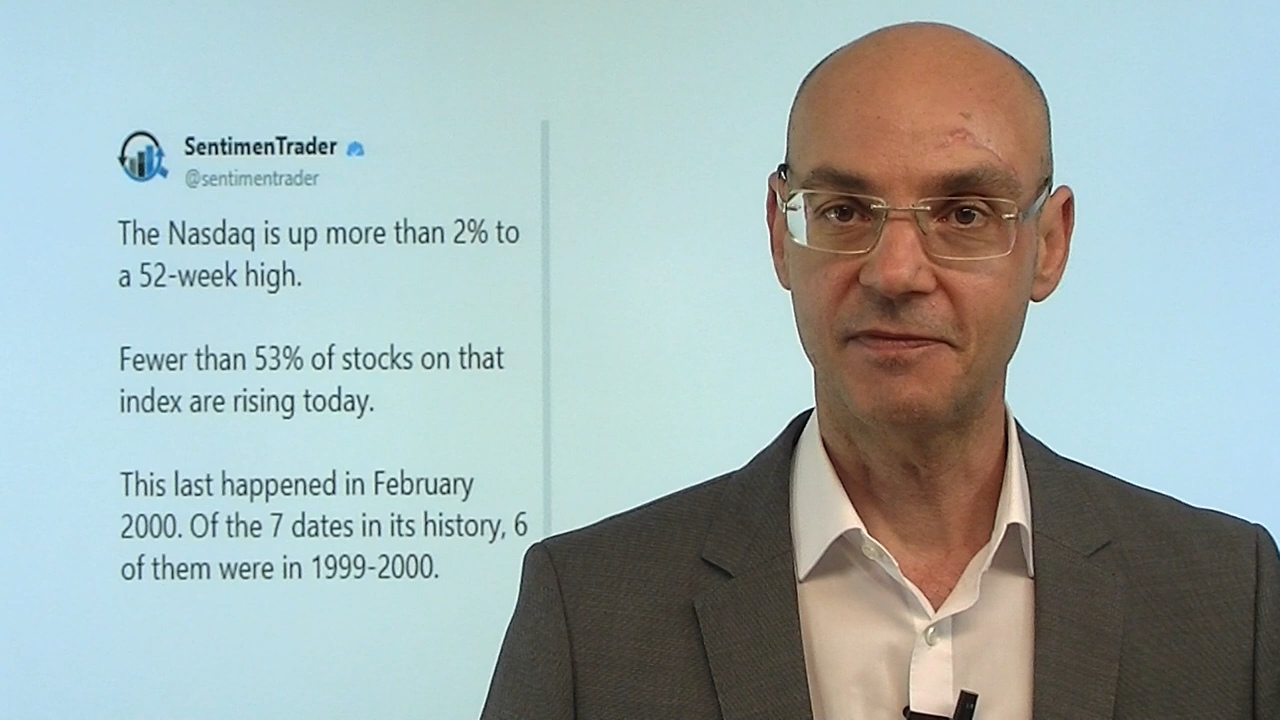 SentimenTrader
@sentimentrader
The Nasdaq is up more than 2% to
a 52-week high.
Fewer than 53% of stocks on that
index are rising today.
This last happened in February
2000. Of the 7 dates in its history, 6
of them were in 1999-2000.